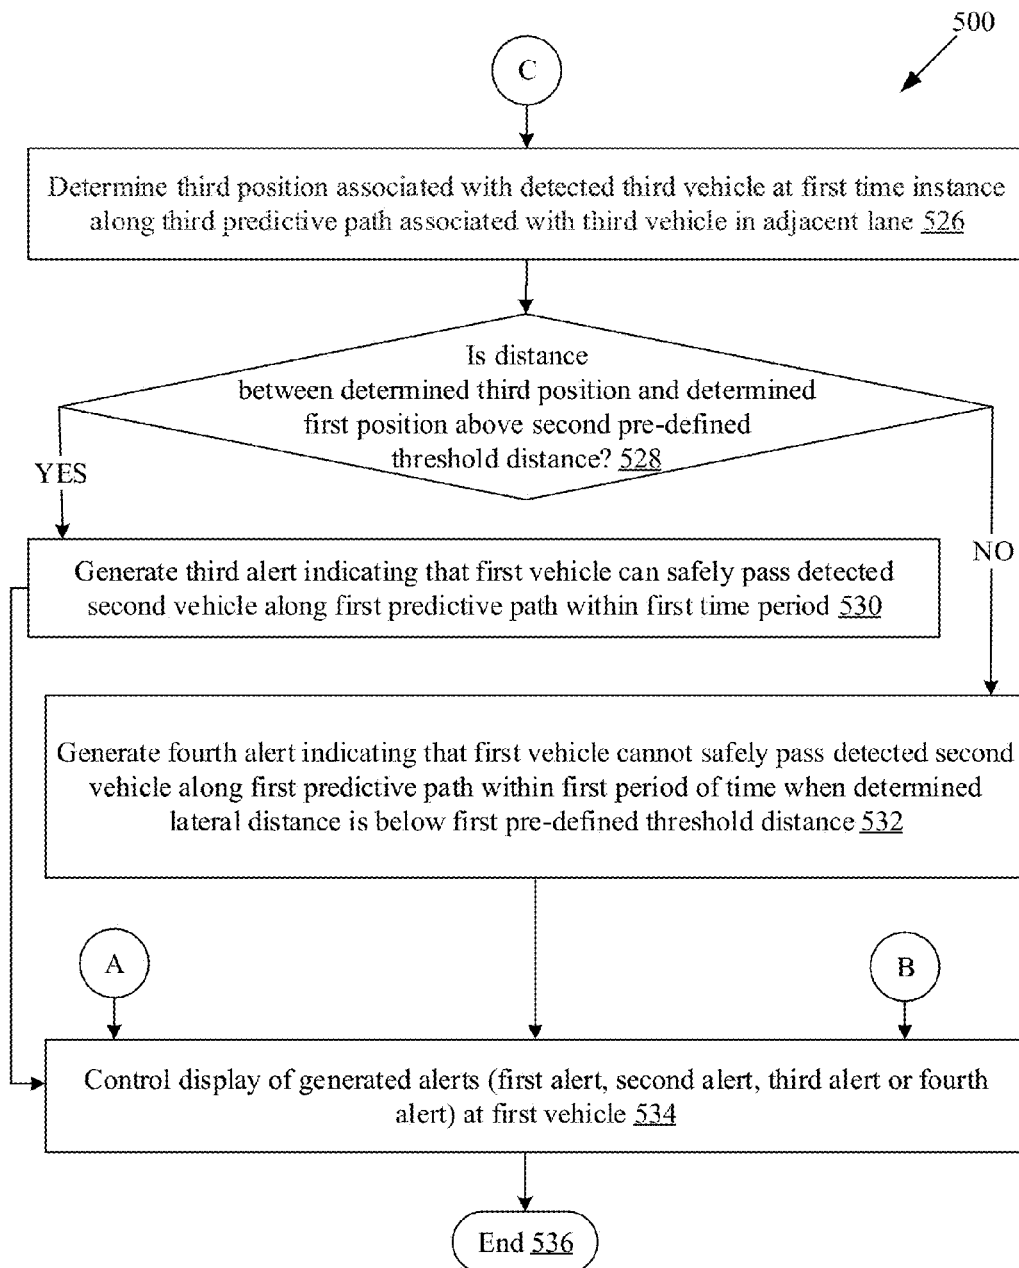 500
C
Determine third position associated with detected third vehicle at first time instance
along third predictive path associated with third vehicle in adjacent lane 526
Is distance
between determined third position and determined
first position above second pre-defined
threshold distance? 528
YES
NO
Generate third alert indicating that first vehicle can safely pass detected
second vehicle along first predictive path within first time period 530
Generate fourth alert indicating that first vehicle cannot safely pass detected second
vehicle along first predictive path within first period of time when determined
lateral distance is below first pre-defined threshold distance 532
A
B
Control display of generated alerts (first alert, second alert, third alert or fourth
alert) at first vehicle 534
End 536